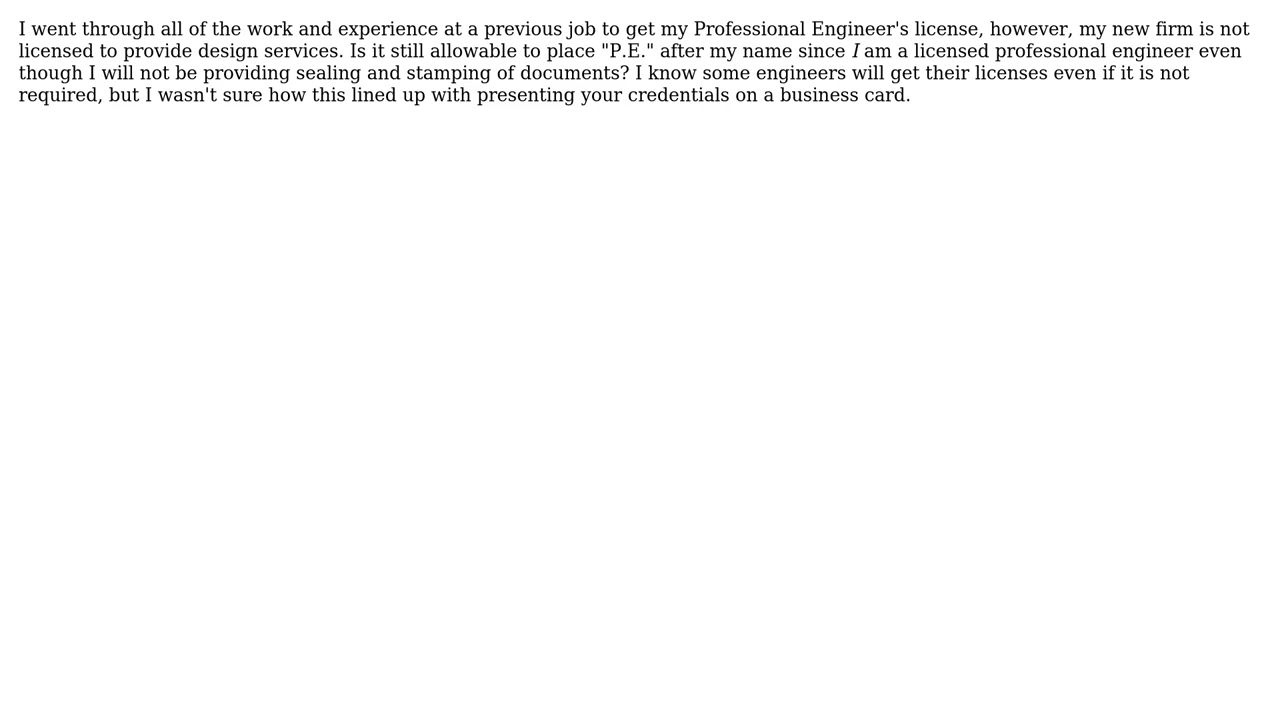 I went through all of the work and experience at a previous job to get my Professional Engineer's license, however, my new firm is not
licensed to provide design services. Is it still allowable to place "P.E." after my name since I am a licensed professional engineer even
though I will not be providing sealing and stamping of documents? I know some engineers will get their licenses even if it is not
required, but I wasn't sure how this lined up with presenting your credentials on a business card.